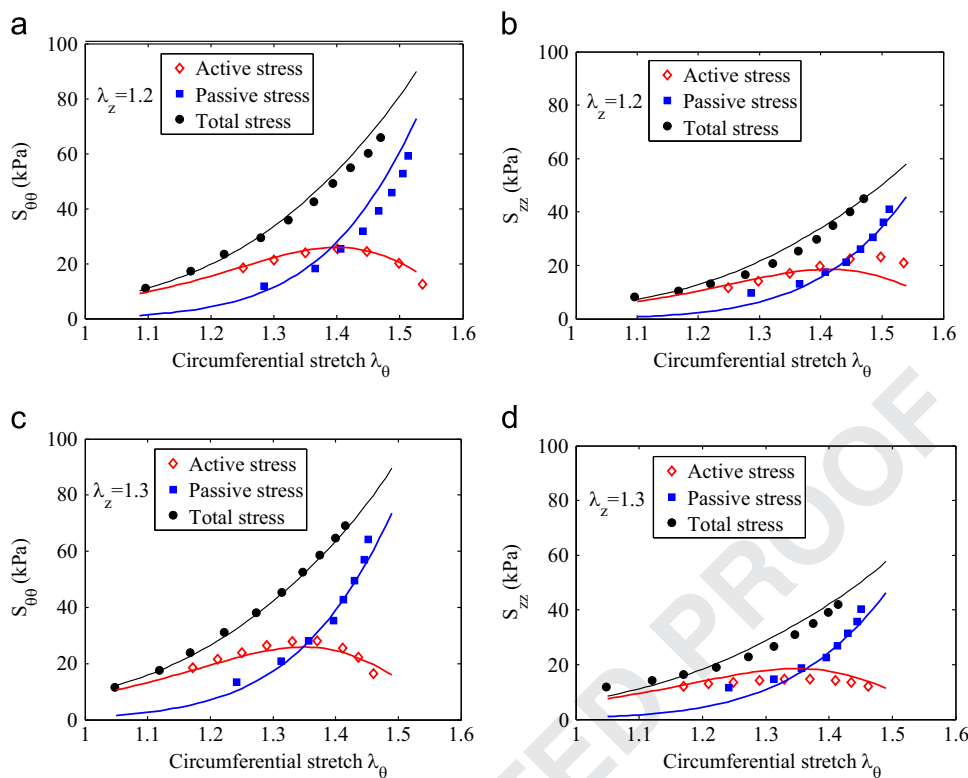 a
100
80
60
40
20
0
S_θθ (kPa)
λ_z=1.2
Active stress
Passive stress
Total stress
1 1.1 1.2 1.3 1.4 1.5 1.6
Circumferential stretch λ_θ
b
100
80
60
40
20
0
S_zz (kPa)
λ_z=1.2
Active stress
Passive stress
Total stress
1 1.1 1.2 1.3 1.4 1.5 1.6
Circumferential stretch λ_θ
c
100
80
60
40
20
0
S_θθ (kPa)
λ_z=1.3
Active stress
Passive stress
Total stress
1 1.1 1.2 1.3 1.4 1.5 1.6
Circumferential stretch λ_θ
d
100
80
60
40
20
0
S_zz (kPa)
λ_z=1.3
Active stress
Passive stress
Total stress
1 1.1 1.2 1.3 1.4 1.5 1.6
Circumferential stretch λ_θ
TED PROOF